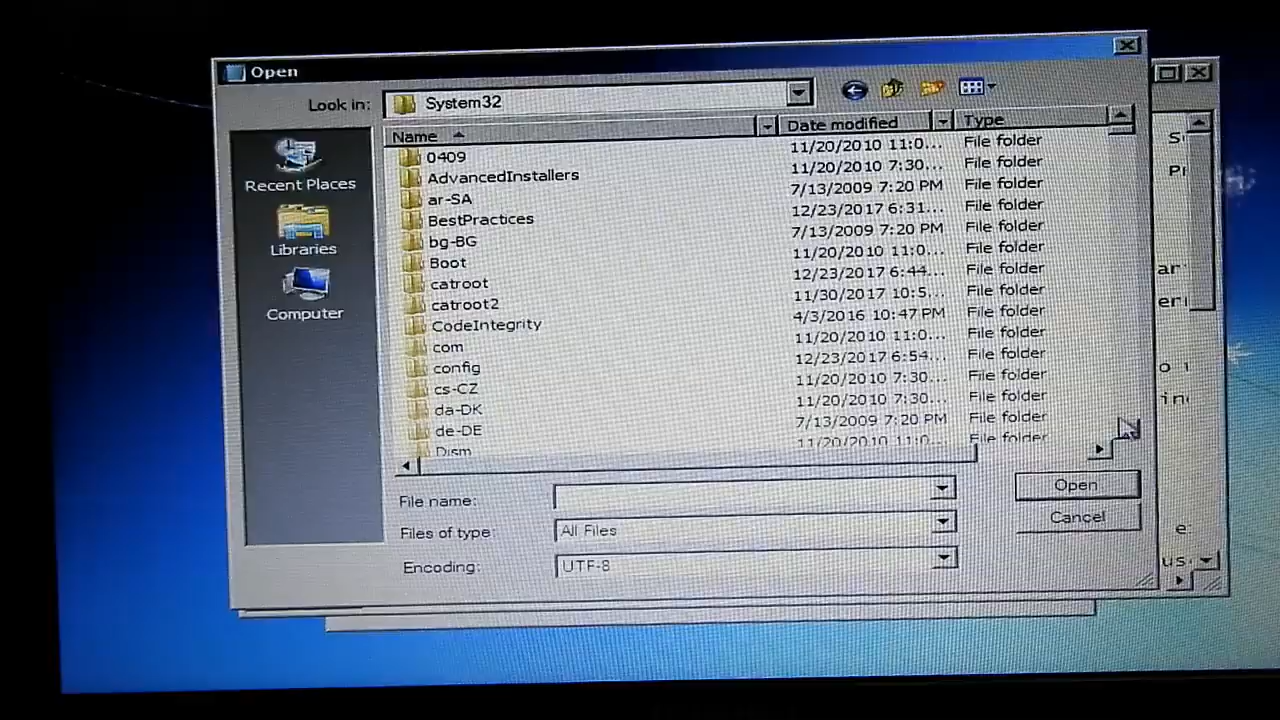 Open
Look in: System32
Name Date modified Type
0409 11/20/2010 11:0... File folder
AdvancedInstallers 11/20/2010 7:30... File folder
ar-SA 7/13/2009 7:20 PM File folder
BestPractices 12/23/2017 6:31... File folder
bg-BG 7/13/2009 7:20 PM File folder
Boot 11/20/2010 11:0... File folder
catroot 12/23/2017 6:44... File folder
catroot2 11/30/2017 10:5... File folder
CodeIntegrity 4/3/2016 10:47 PM File folder
com 11/20/2010 11:0... File folder
config 12/23/2017 6:54... File folder
cs-CZ 11/20/2010 7:30... File folder
da-DK 11/20/2010 7:30... File folder
de-DE 7/13/2009 7:20 PM File folder
Dism 11/20/2010 11:0... File folder
Recent Places
Libraries
Computer
File name: Open
Files of type: All Files Cancel
Encoding: UTF-8